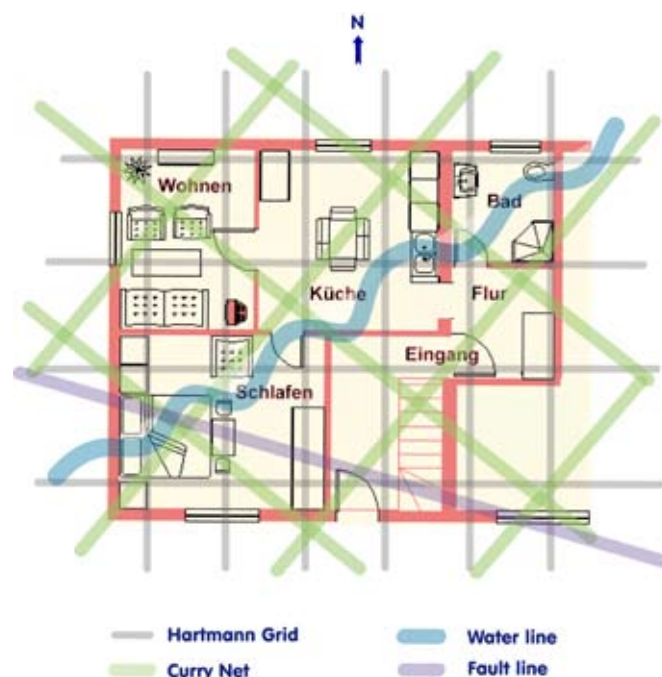 N
Wohnen
Bad
Küche
Flur
Eingang
Schlafen
Hartmann Grid
Water line
Curry Net
Fault line